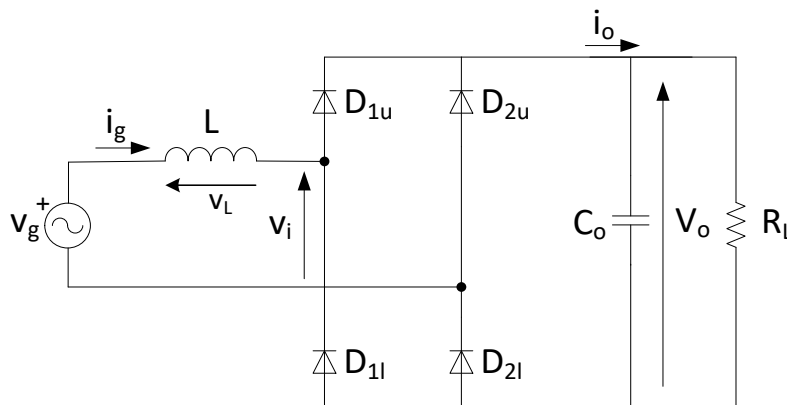 i_o
D_1u
D_2u
i_g
L
v_L
v_g
+
v_i
C_o
V_o
R_L
D_1l
D_2l